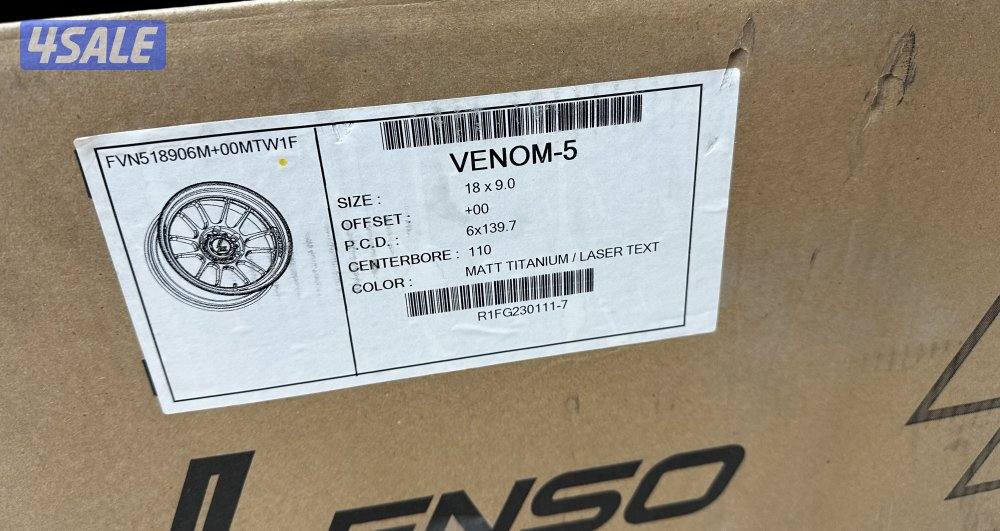 4SALE
FVN518906M+00MTW1F
VENOM-5
SIZE : 18 x 9.0
OFFSET : +00
P.C.D. : 6x139.7
CENTERBORE : 110
COLOR : MATT TITANIUM / LASER TEXT
R1FG230111-7
LENSO